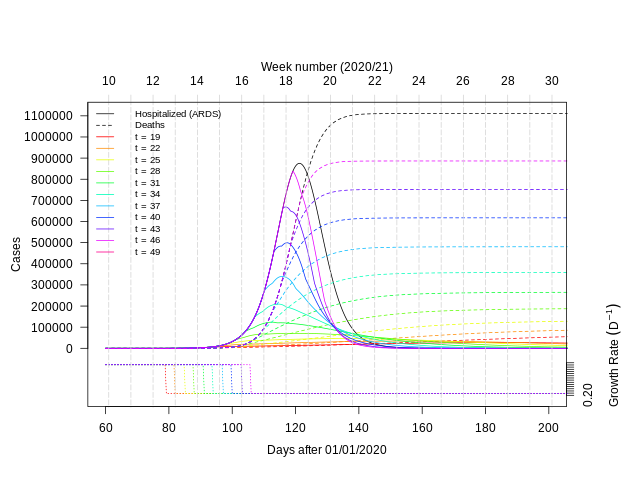 Week number (2020/21)
10 12 14 16 18 20 22 24 26 28 30
Hospitalized (ARDS)
Deaths
t = 19
t = 22
t = 25
t = 28
t = 31
t = 34
t = 37
t = 40
t = 43
t = 46
t = 49
1100000
1000000
900000
800000
700000
600000
500000
400000
300000
200000
100000
0
Cases
0.20
Growth Rate (D⁻¹)
60 80 100 120 140 160 180 200
Days after 01/01/2020